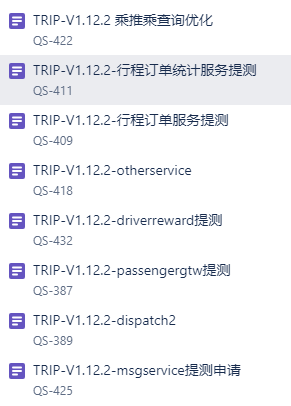 TRIP-V1.12.2 乘推乘查询优化
QS-422
TRIP-V1.12.2-行程订单统计服务提测
QS-411
TRIP-V1.12.2-行程订单服务提测
QS-409
TRIP-V1.12.2-otherservice
QS-418
TRIP-V1.12.2-driverreward提测
QS-432
TRIP-V1.12.2-passengergtw提测
QS-387
TRIP-V1.12.2-dispatch2
QS-389
TRIP-V1.12.2-msgservice提测申请
QS-425